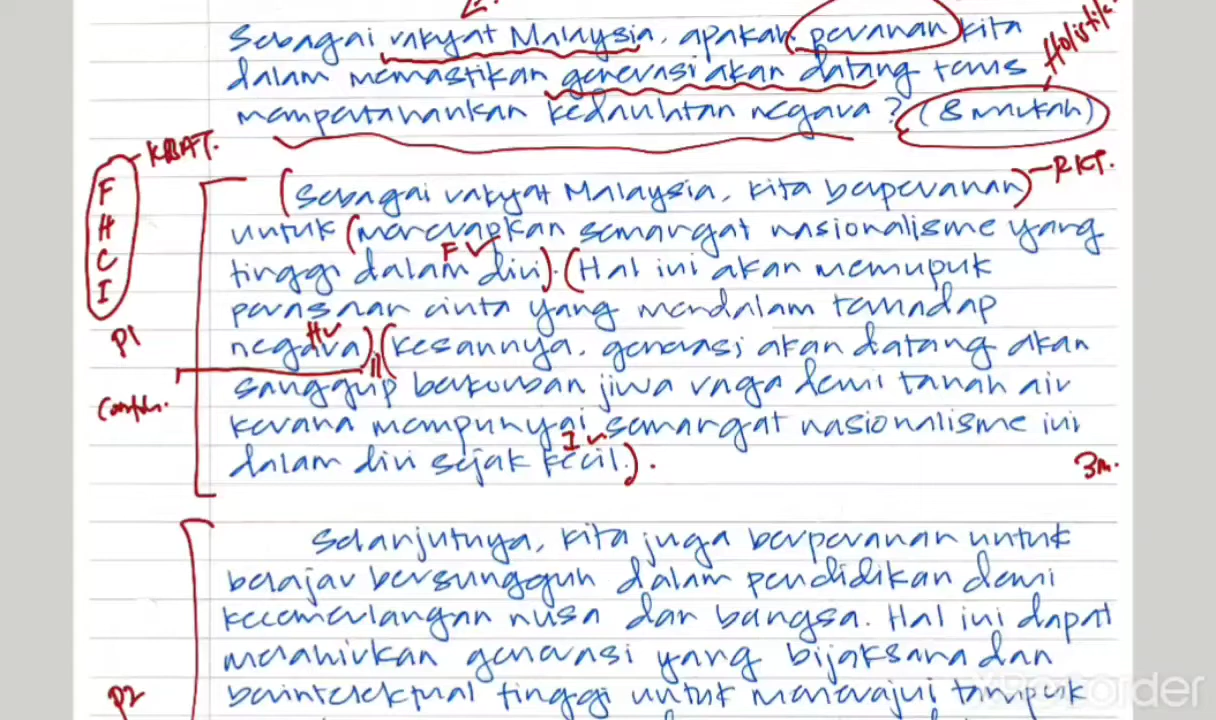 Sebagai rakyat Malaysia, apakah peranan kita
dalam memastikan generasi akan datang terus
Holistik
mempertahankan kedaulatan negara? (8 markah)
KBAT.
F
H
C
I
(Sebagai rakyat Malaysia, kita berperanan) RKT.
untuk (menerapkan semangat nasionalisme yang
F ✓
tinggi dalam diri). (Hal ini akan memupuk
perasaan cinta yang mendalam terhadap
P1
H ✓
negara) (kesannya, generasi akan datang akan
sanggup berkorban jiwa raga demi tanah air
kerana mempunyai semangat nasionalisme ini
I ✓
dalam diri sejak kecil.).
3m.
Selanjutnya, kita juga berperanan untuk
belajar bersungguh dalam pendidikan demi
kecemerlangan nusa dan bangsa. Hal ini dapat
melahirkan generasi yang bijaksana dan
P2
berintelektual tinggi untuk menerajui tampuk